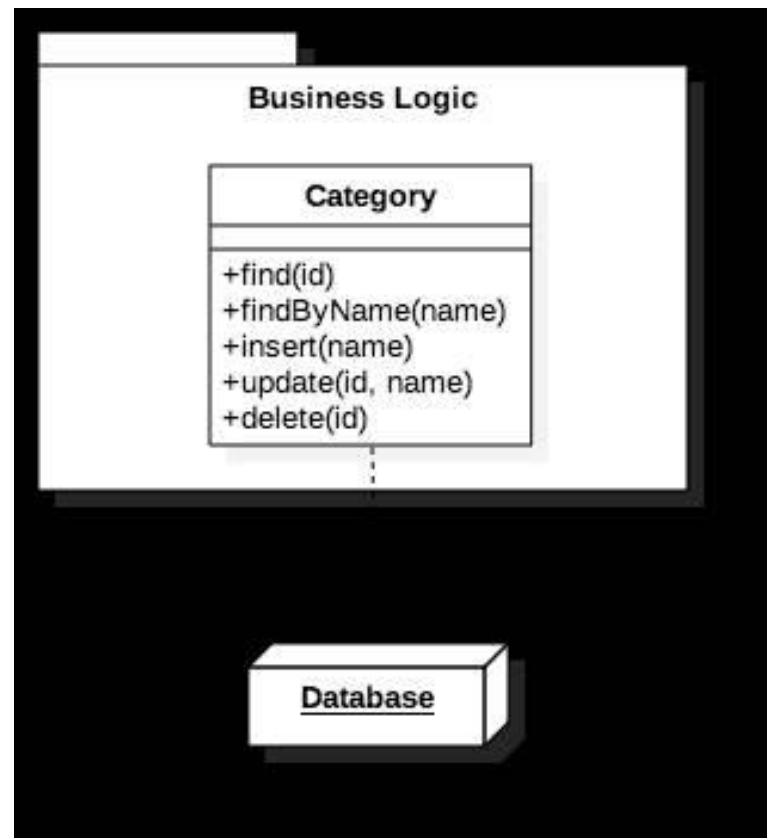 Business Logic
Category
+find(id)
+findByName(name)
+insert(name)
+update(id, name)
+delete(id)
Database